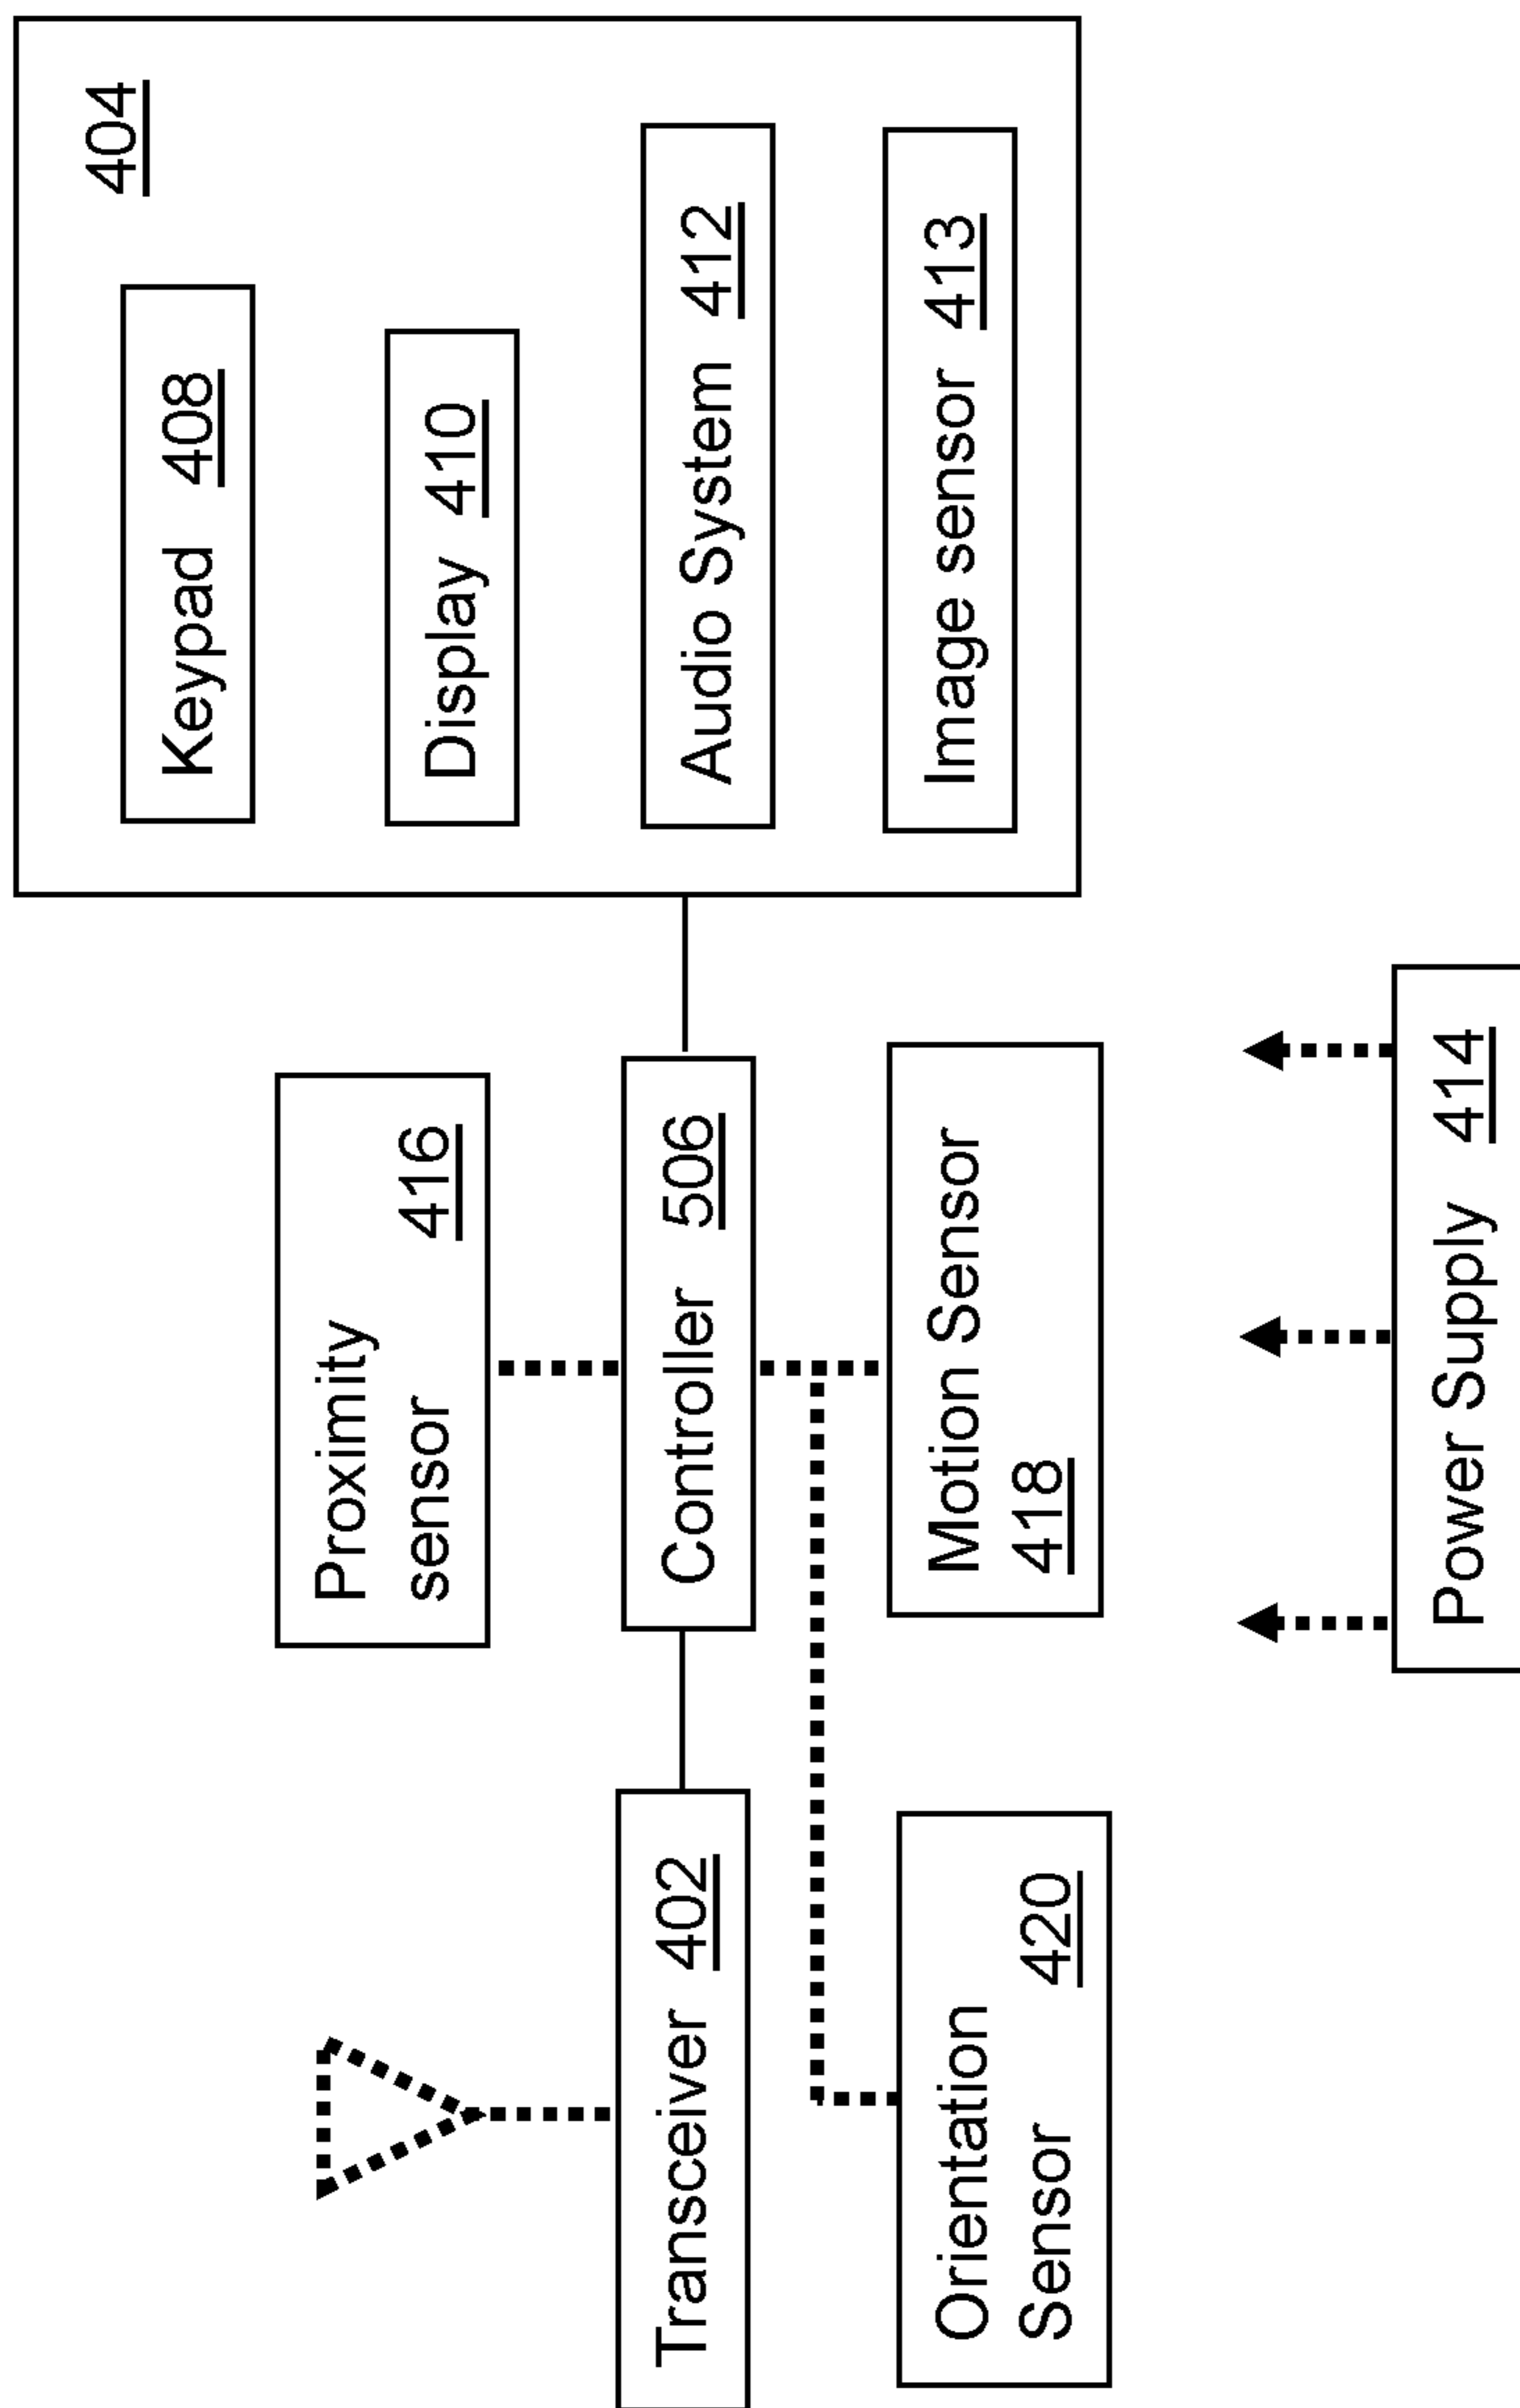 404
Keypad 408
Display 410
Audio System 412
Image sensor 413
Proximity
sensor 416
Controller 506
Motion Sensor
418
Transceiver 402
Orientation
Sensor 420
Power Supply 414